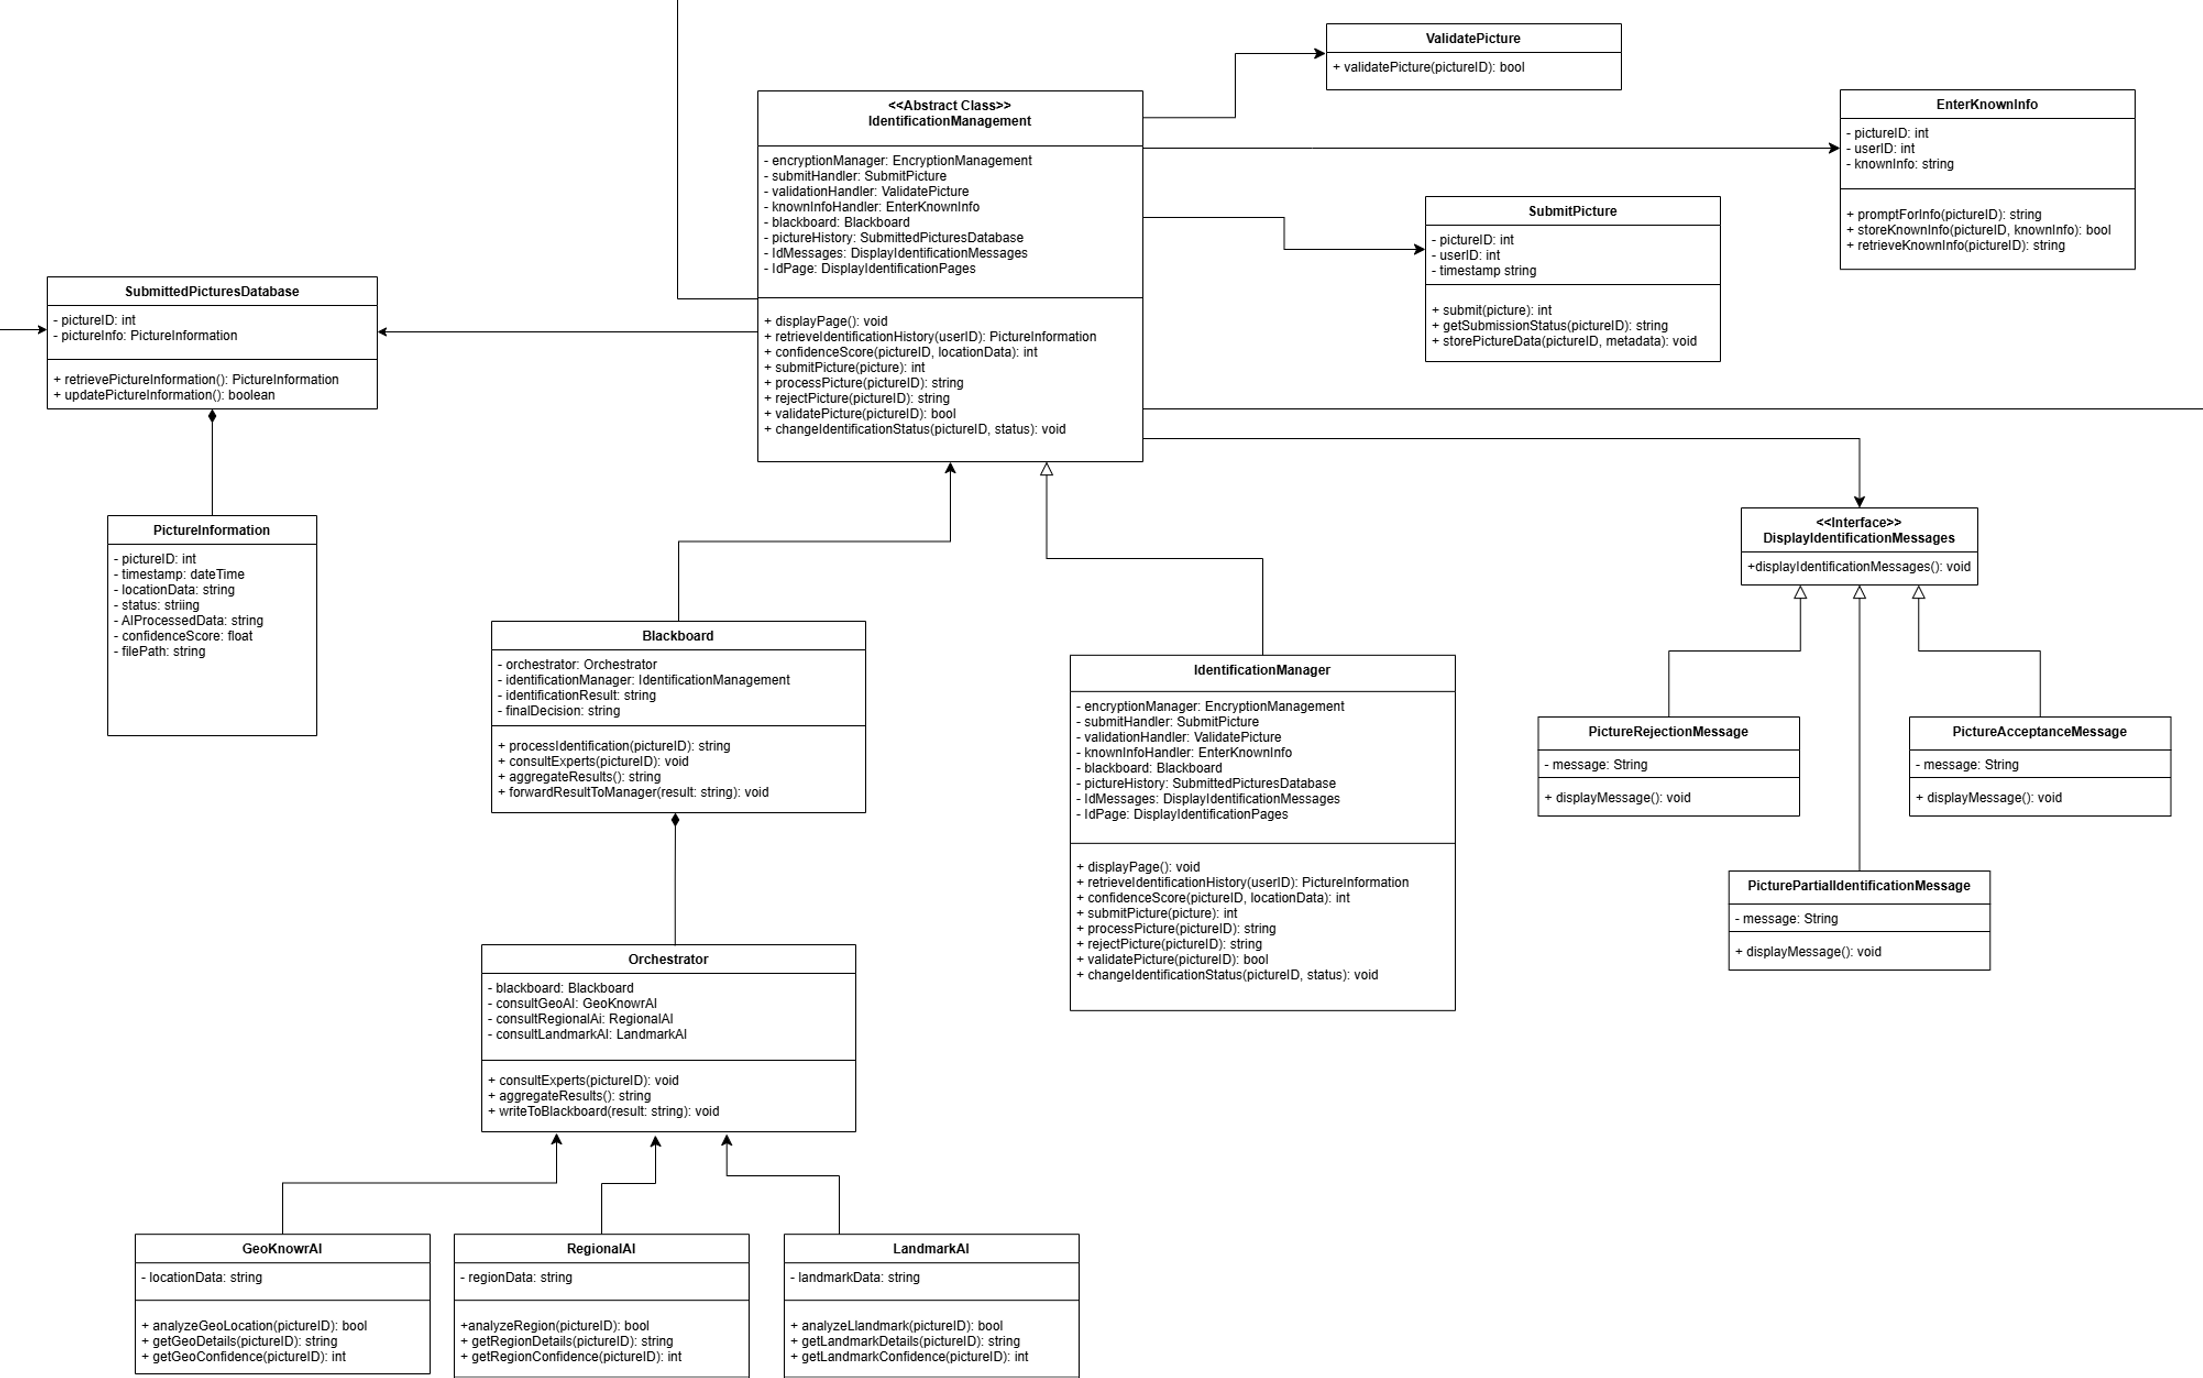 ValidatePicture
+ validatePicture(pictureID): bool
<<Abstract Class>>
IdentificationManagement
- encryptionManager: EncryptionManagement
- submitHandler: SubmitPicture
- validationHandler: ValidatePicture
- knownInfoHandler: EnterKnownInfo
- blackboard: Blackboard
- pictureHistory: SubmittedPicturesDatabase
- IdMessages: DisplayIdentificationMessages
- IdPage: DisplayIdentificationPages
+ displayPage(): void
+ retrieveIdentificationHistory(userID): PictureInformation
+ confidenceScore(pictureID, locationData): int
+ submitPicture(picture): int
+ processPicture(pictureID): string
+ rejectPicture(pictureID): string
+ validatePicture(pictureID): bool
+ changeIdentificationStatus(pictureID, status): void
EnterKnownInfo
- pictureID: int
- userID: int
- knownInfo: string
+ promptForInfo(pictureID): string
+ storeKnownInfo(pictureID, knownInfo): bool
+ retrieveKnownInfo(pictureID): string
SubmitPicture
- pictureID: int
- userID: int
- timestamp string
+ submit(picture): int
+ getSubmissionStatus(pictureID): string
+ storePictureData(pictureID, metadata): void
SubmittedPicturesDatabase
- pictureID: int
- pictureInfo: PictureInformation
+ retrievePictureInformation(): PictureInformation
+ updatePictureInformation(): boolean
PictureInformation
- pictureID: int
- timestamp: dateTime
- locationData: string
- status: striing
- AIProcessedData: string
- confidenceScore: float
- filePath: string
<<Interface>>
DisplayIdentificationMessages
+displayIdentificationMessages(): void
Blackboard
- orchestrator: Orchestrator
- identificationManager: IdentificationManagement
- identificationResult: string
- finalDecision: string
+ processIdentification(pictureID): string
+ consultExperts(pictureID): void
+ aggregateResults(): string
+ forwardResultToManager(result: string): void
IdentificationManager
- encryptionManager: EncryptionManagement
- submitHandler: SubmitPicture
- validationHandler: ValidatePicture
- knownInfoHandler: EnterKnownInfo
- blackboard: Blackboard
- pictureHistory: SubmittedPicturesDatabase
- IdMessages: DisplayIdentificationMessages
- IdPage: DisplayIdentificationPages
+ displayPage(): void
+ retrieveIdentificationHistory(userID): PictureInformation
+ confidenceScore(pictureID, locationData): int
+ submitPicture(picture): int
+ processPicture(pictureID): string
+ rejectPicture(pictureID): string
+ validatePicture(pictureID): bool
+ changeIdentificationStatus(pictureID, status): void
PictureRejectionMessage
- message: String
+ displayMessage(): void
PictureAcceptanceMessage
- message: String
+ displayMessage(): void
PicturePartialIdentificationMessage
- message: String
+ displayMessage(): void
Orchestrator
- blackboard: Blackboard
- consultGeoAI: GeoKnowrAI
- consultRegionalAi: RegionalAI
- consultLandmarkAI: LandmarkAI
+ consultExperts(pictureID): void
+ aggregateResults(): string
+ writeToBlackboard(result: string): void
GeoKnowrAI
- locationData: string
+ analyzeGeoLocation(pictureID): bool
+ getGeoDetails(pictureID): string
+ getGeoConfidence(pictureID): int
RegionalAI
- regionData: string
+analyzeRegion(pictureID): bool
+ getRegionDetails(pictureID): string
+ getRegionConfidence(pictureID): int
LandmarkAI
- landmarkData: string
+ analyzeLlandmark(pictureID): bool
+ getLandmarkDetails(pictureID): string
+ getLandmarkConfidence(pictureID): int